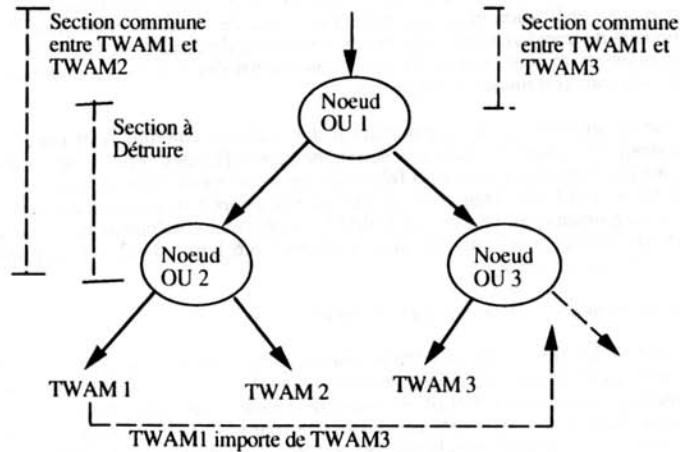 Section commune
entre TWAM1 et
TWAM2
Section commune
entre TWAM1 et
TWAM3
Noeud
OU 1
Section à
Détruire
Noeud
OU 2
Noeud
OU 3
TWAM 1
TWAM 2
TWAM 3
TWAM1 importe de TWAM3